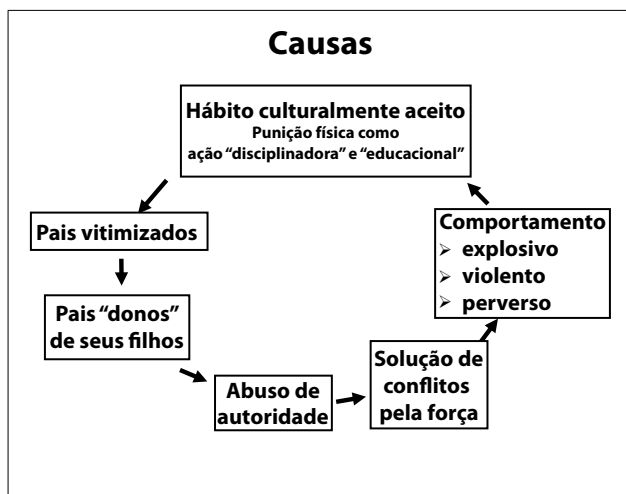 Causas
Hábito culturalmente aceito
Punição física como
ação “disciplinadora” e “educacional”
Pais vitimizados
Pais “donos”
de seus filhos
Abuso de
autoridade
Solução de
conflitos
pela força
Comportamento
➢ explosivo
➢ violento
➢ perverso